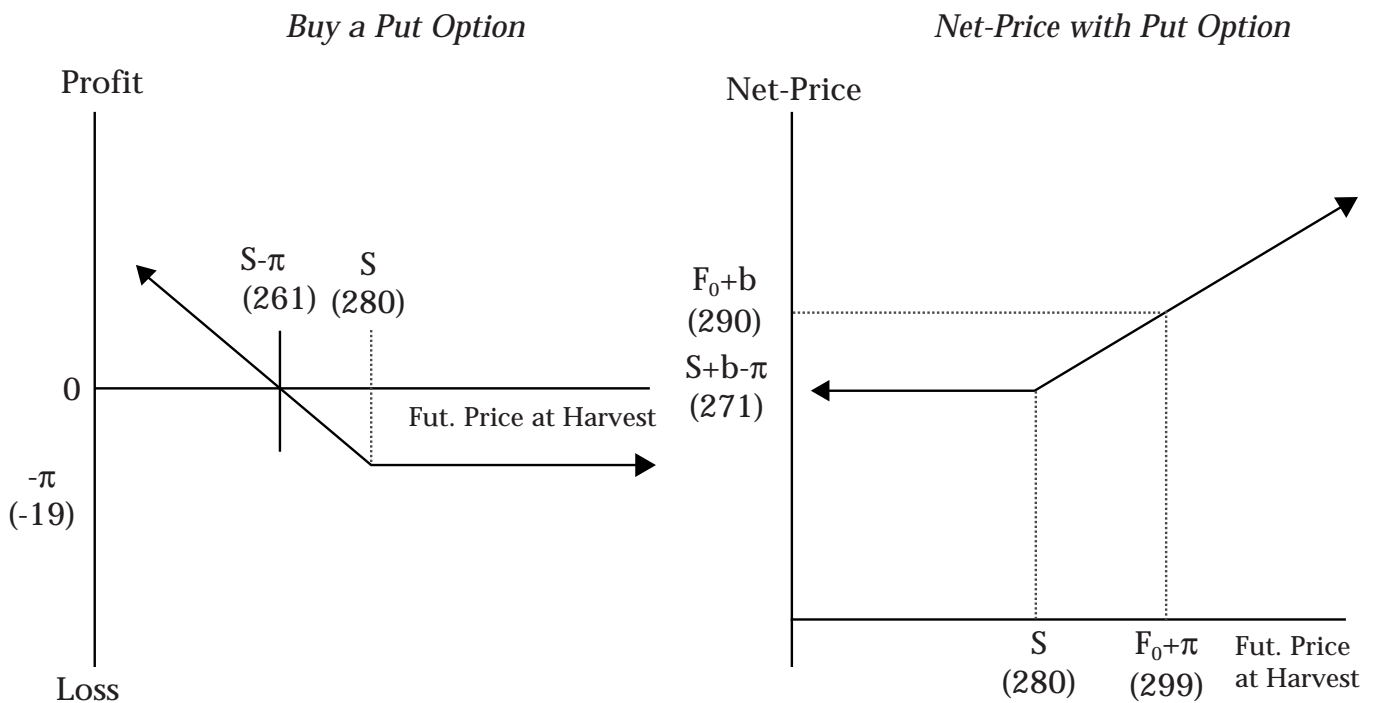 Buy a Put Option
Profit
S-π
(261)
S
(280)
0
Fut. Price at Harvest
-π
(-19)
Loss
Net-Price with Put Option
Net-Price
F₀+b
(290)
S+b-π
(271)
S
(280)
F₀+π
(299)
Fut. Price
at Harvest